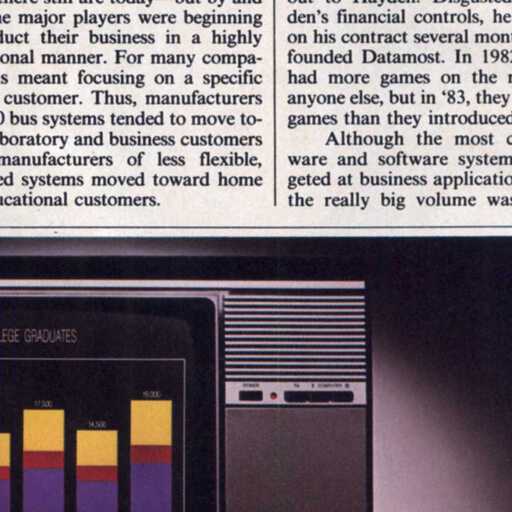 there still are today—but by and
e major players were beginning
duct their business in a highly
onal manner. For many compa-
s meant focusing on a specific
customer. Thus, manufacturers
0 bus systems tended to move to-
boratory and business customers
manufacturers of less flexible,
ed systems moved toward home
ucational customers.
out to Hayden. Disgusted
den's financial controls, he
on his contract several mon
founded Datamost. In 1982
had more games on the m
anyone else, but in '83, they
games than they introduced
Although the most c
ware and software system
geted at business applicatio
the really big volume was
LEGE GRADUATES
17,500
14,500
19,000
POWER
TV
COMPUTER